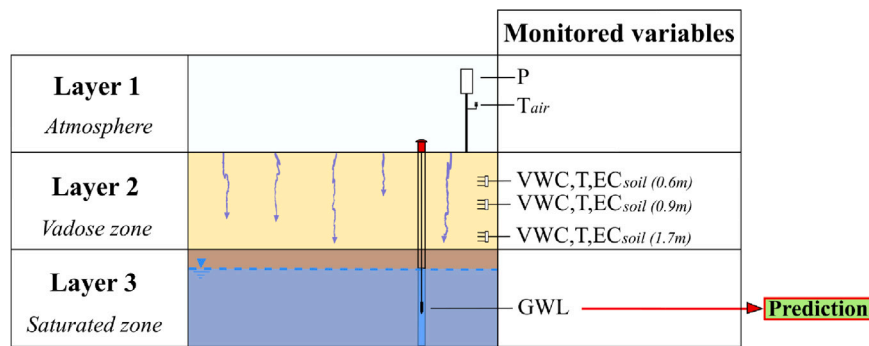 Monitored variables
Layer 1
Atmosphere
P
Tair
Layer 2
Vadose zone
VWC,T,ECsoil (0.6m)
VWC,T,ECsoil (0.9m)
VWC,T,ECsoil (1.7m)
Layer 3
Saturated zone
GWL
Prediction